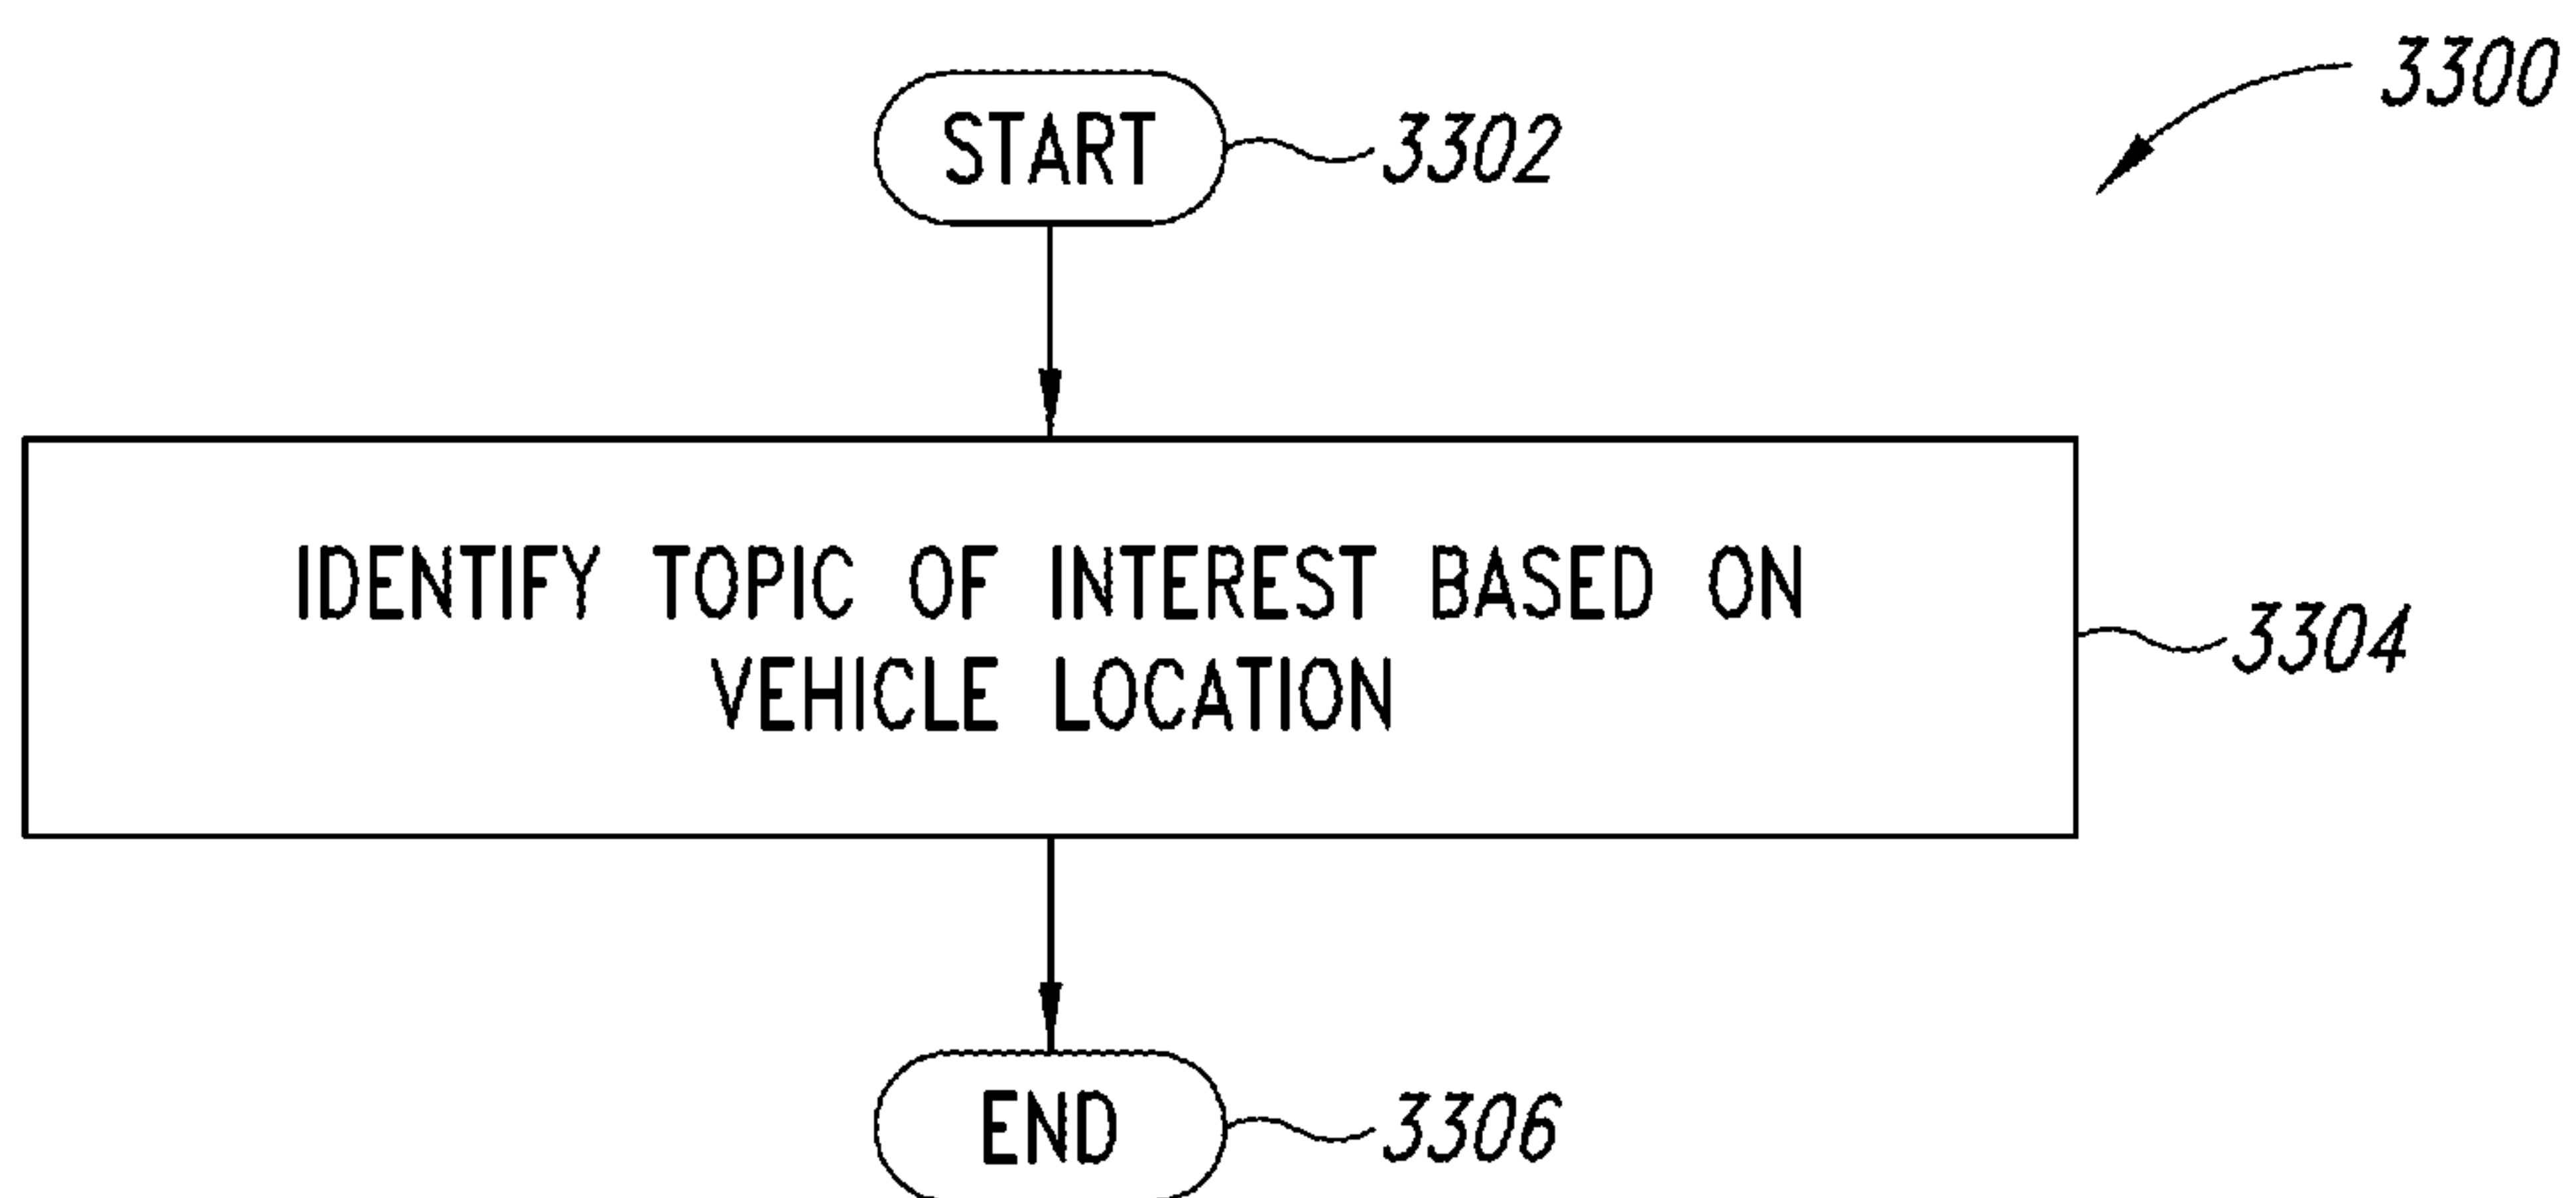 3300
START
3302
IDENTIFY TOPIC OF INTEREST BASED ON
VEHICLE LOCATION
3304
END
3306